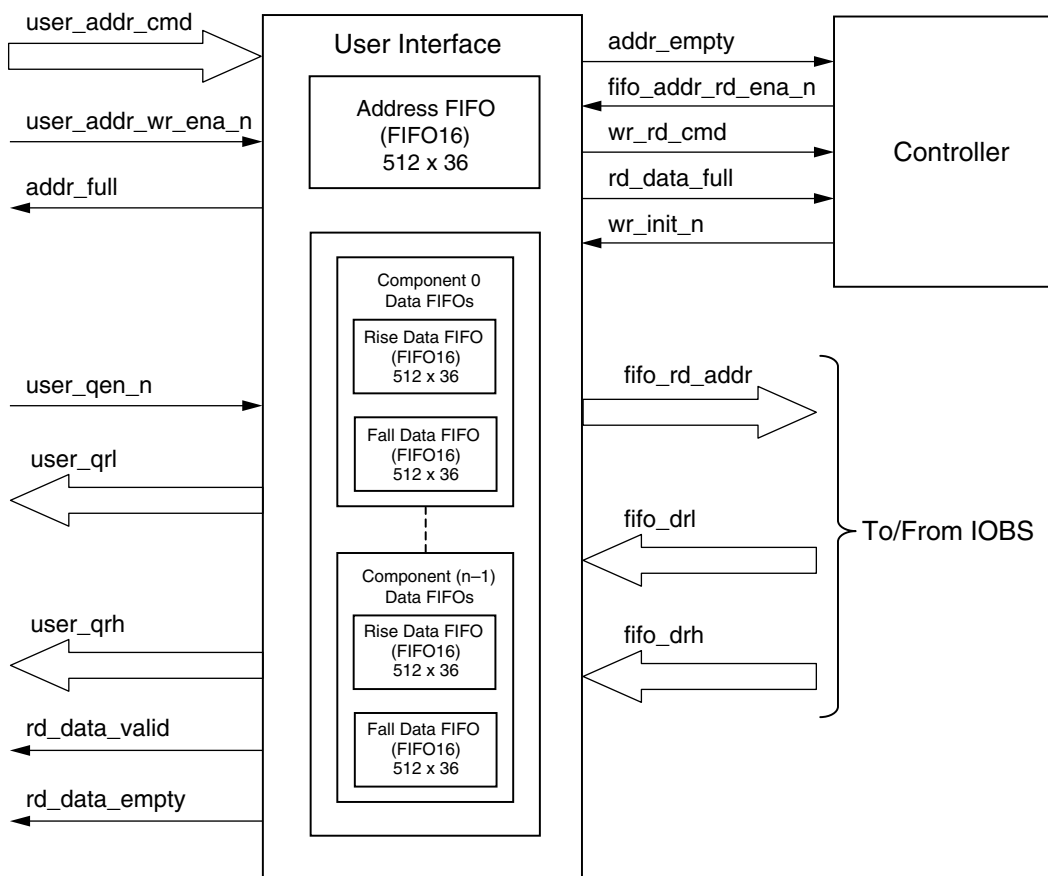 user_addr_cmd
user_addr_wr_ena_n
addr_full
user_qen_n
user_qrl
user_qrh
rd_data_valid
rd_data_empty
User Interface
Address FIFO
(FIFO16)
512 x 36
Component 0
Data FIFOs
Rise Data FIFO
(FIFO16)
512 x 36
Fall Data FIFO
(FIFO16)
512 x 36
Component (n–1)
Data FIFOs
Rise Data FIFO
(FIFO16)
512 x 36
Fall Data FIFO
(FIFO16)
512 x 36
addr_empty
fifo_addr_rd_ena_n
wr_rd_cmd
rd_data_full
wr_init_n
Controller
fifo_rd_addr
fifo_drl
fifo_drh
To/From IOBS